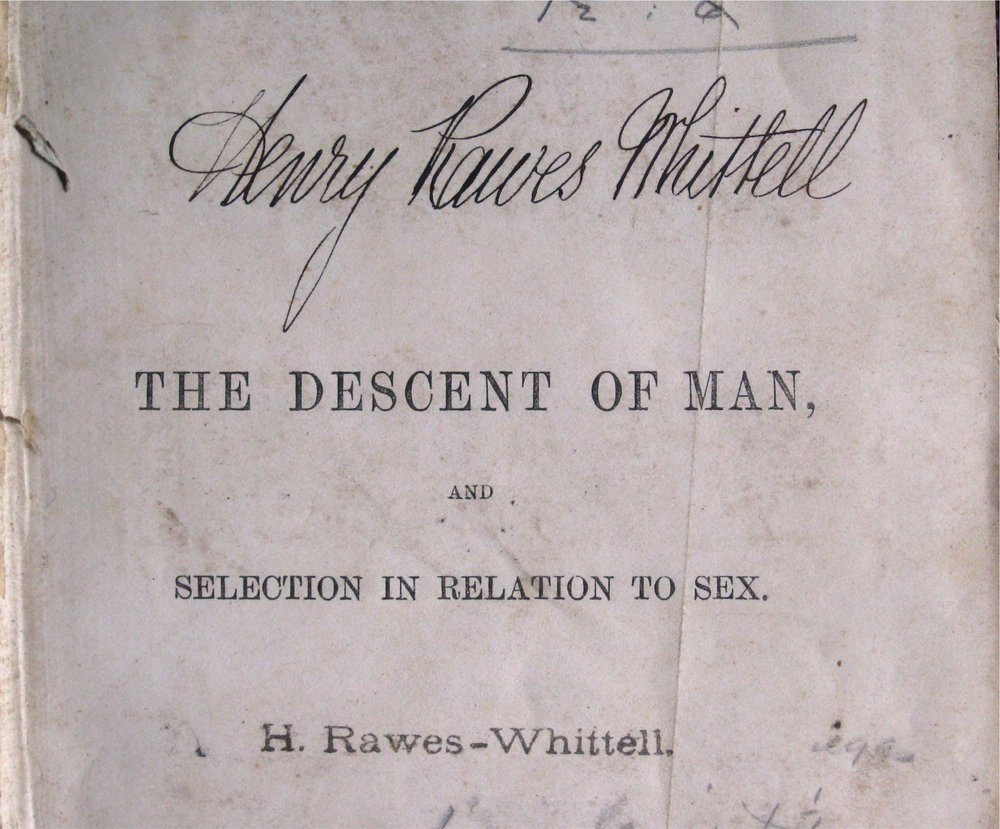 Henry Rawes Whittell
THE DESCENT OF MAN,
AND
SELECTION IN RELATION TO SEX.
H. Rawes-Whittell.